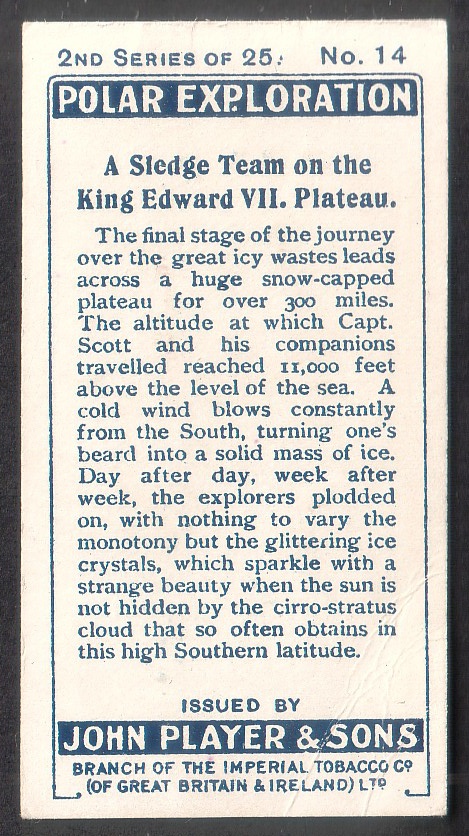 2ND SERIES OF 25. No. 14
POLAR EXPLORATION
A Sledge Team on the
King Edward VII. Plateau.
The final stage of the journey
over the great icy wastes leads
across a huge snow-capped
plateau for over 300 miles.
The altitude at which Capt.
Scott and his companions
travelled reached 11,000 feet
above the level of the sea. A
cold wind blows constantly
from the South, turning one's
beard into a solid mass of ice.
Day after day, week after
week, the explorers plodded
on, with nothing to vary the
monotony but the glittering ice
crystals, which sparkle with a
strange beauty when the sun is
not hidden by the cirro-stratus
cloud that so often obtains in
this high Southern latitude.
ISSUED BY
JOHN PLAYER & SONS
BRANCH OF THE IMPERIAL TOBACCO CO
(OF GREAT BRITAIN & IRELAND) LTD